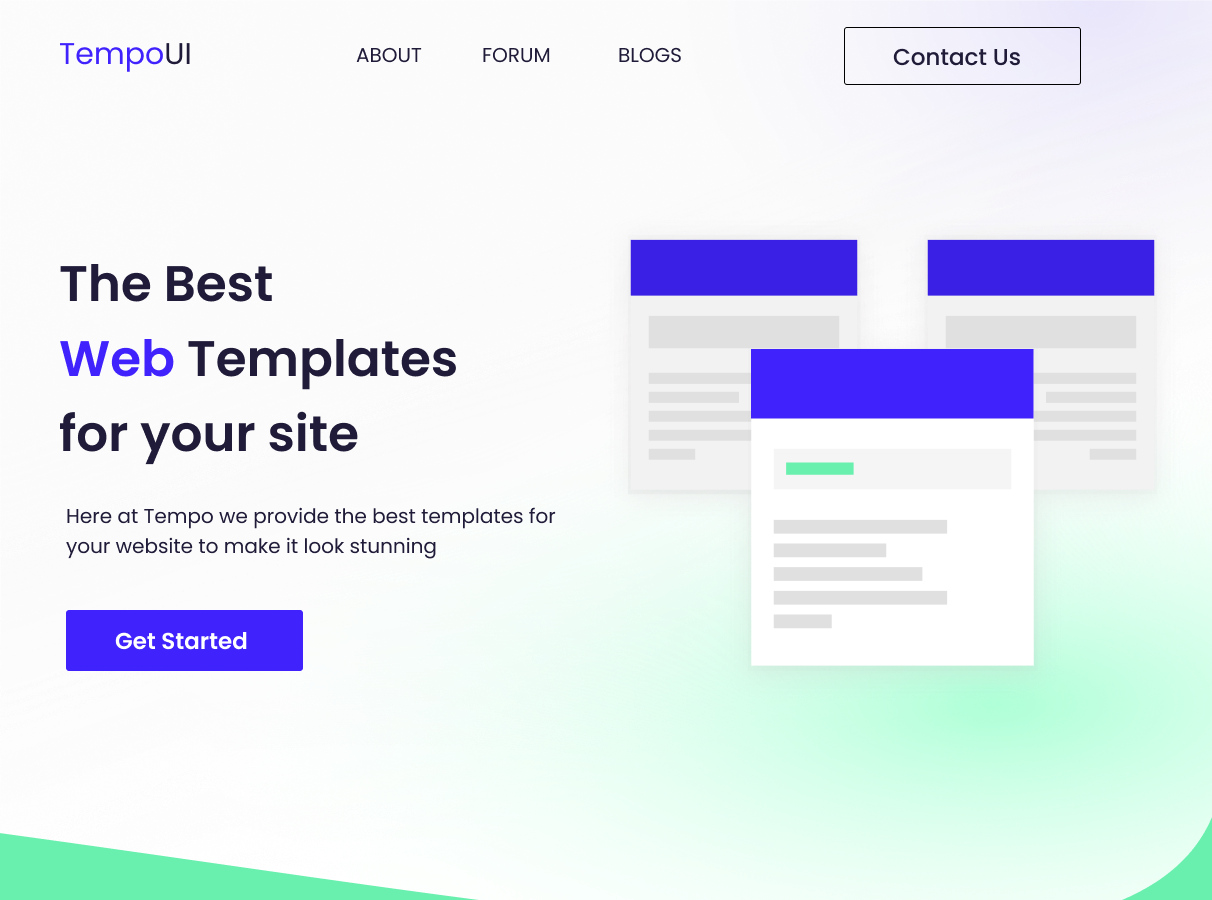 TempoUI
ABOUT
FORUM
BLOGS
Contact Us
The Best
Web Templates
for your site
Here at Tempo we provide the best templates for
your website to make it look stunning
Get Started